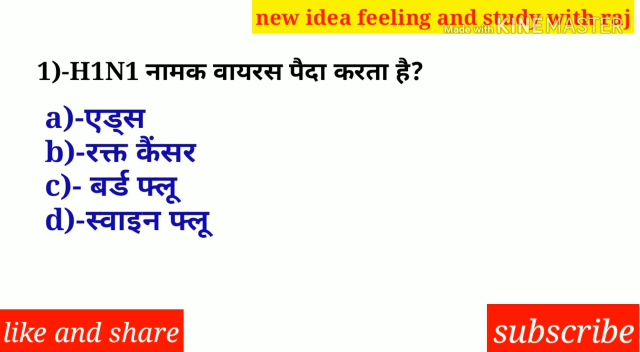 new idea feeling and study with raj
Made with KINEMASTER
1)-H1N1 नामक वायरस पैदा करता है?
a)-एड्स
b)-रक्त कैंसर
c)- बर्ड फ्लू
d)-स्वाइन फ्लू
like and share
subscribe